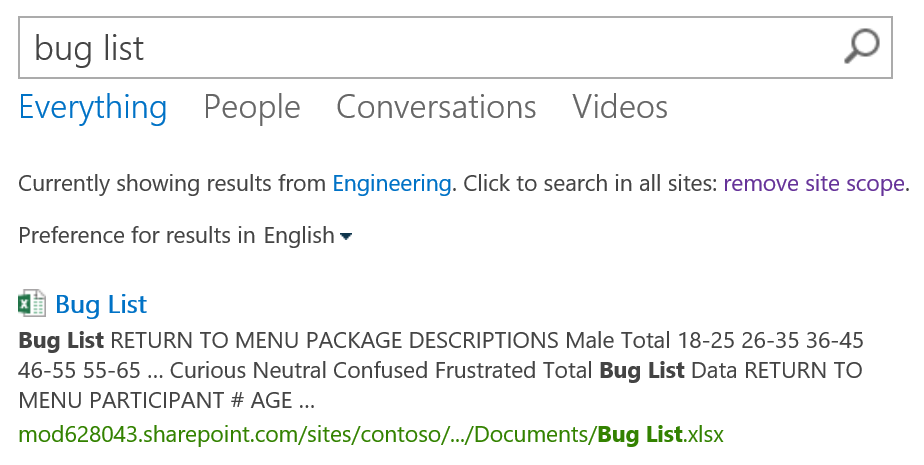 bug list
Everything People Conversations Videos
Currently showing results from Engineering. Click to search in all sites: remove site scope.
Preference for results in English
Bug List
Bug List RETURN TO MENU PACKAGE DESCRIPTIONS Male Total 18-25 26-35 36-45
46-55 55-65 ... Curious Neutral Confused Frustrated Total Bug List Data RETURN TO
MENU PARTICIPANT # AGE ...
mod628043.sharepoint.com/sites/contoso/.../Documents/Bug List.xlsx